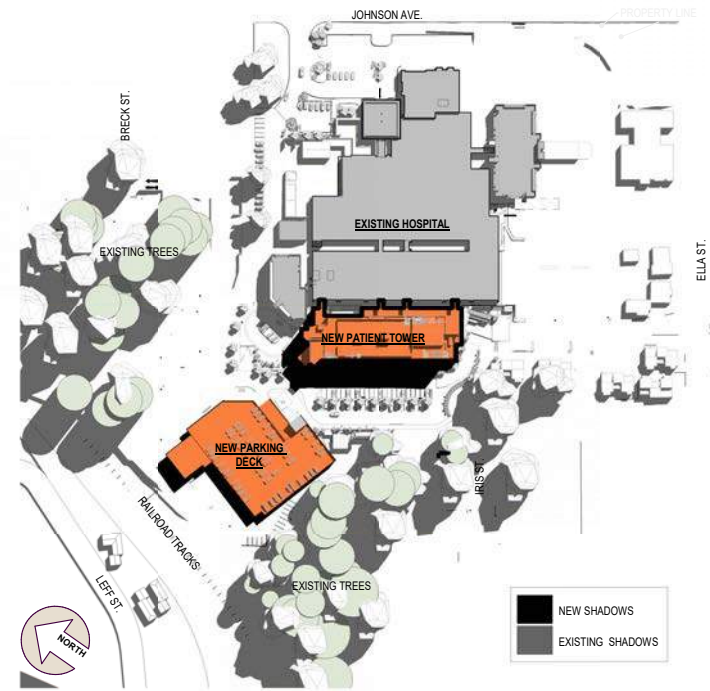 JOHNSON AVE.
PROPERTY LINE
BRECK ST.
EXISTING HOSPITAL
EXISTING TREES
ELLA ST.
NEW PATIENT TOWER
NEW PARKING
DECK
IRIS ST.
RAILROAD TRACKS
LEFF ST.
EXISTING TREES
NORTH
NEW SHADOWS
EXISTING SHADOWS